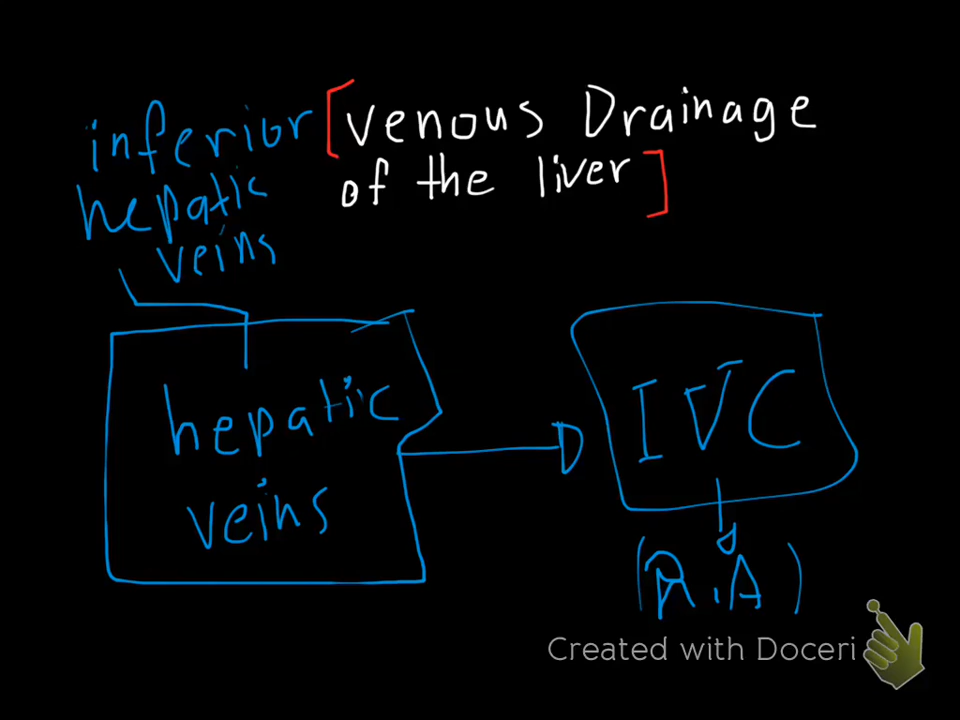 [venous Drainage
of the liver]
inferior
hepatic
veins
hepatic
veins
IVC
(R.A)
Created with Doceri